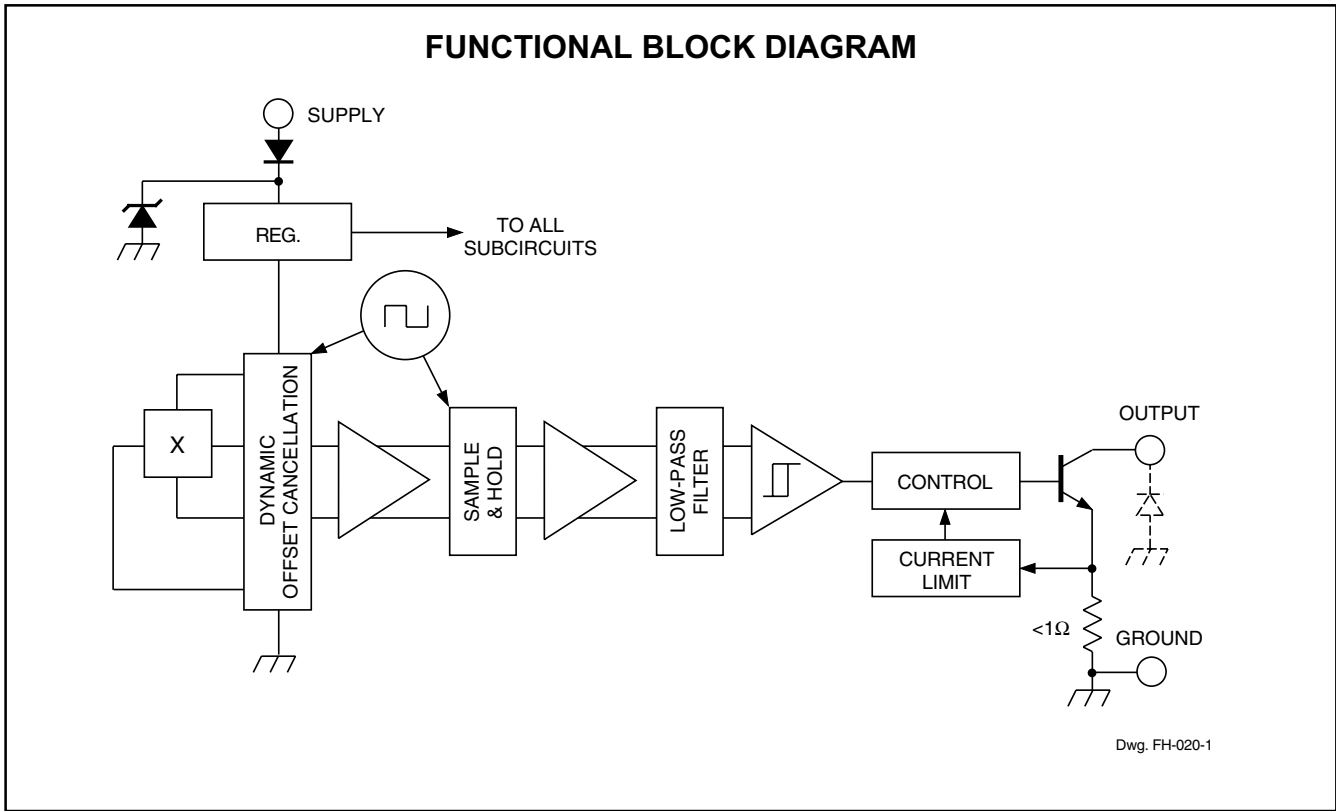 FUNCTIONAL BLOCK DIAGRAM
SUPPLY
REG.
TO ALL
SUBCIRCUITS
X
DYNAMIC
OFFSET CANCELLATION
SAMPLE
& HOLD
LOW-PASS
FILTER
CONTROL
CURRENT
LIMIT
OUTPUT
<1Ω
GROUND
Dwg. FH-020-1